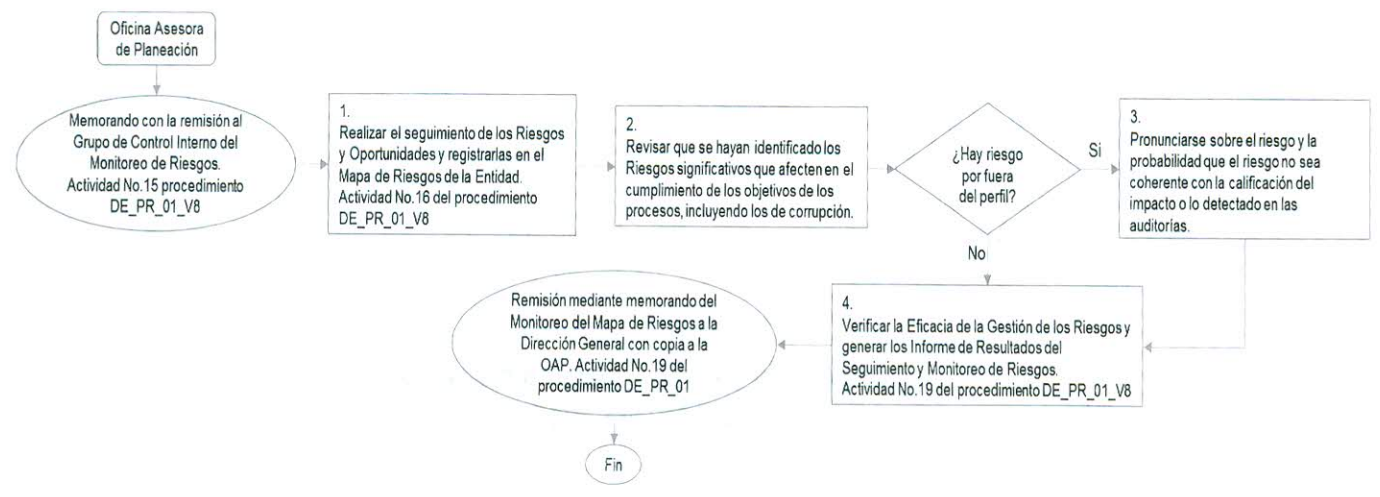 Oficina Asesora
de Planeación
Memorando con la remisión al
Grupo de Control Interno del
Monitoreo de Riesgos.
Actividad No.15 procedimiento
DE_PR_01_V8
1.
Realizar el seguimiento de los Riesgos
y Oportunidades y registrarlas en el
Mapa de Riesgos de la Entidad.
Actividad No.16 del procedimiento
DE_PR_01_V8
2.
Revisar que se hayan identificado los
Riesgos significativos que afecten en el
cumplimiento de los objetivos de los
procesos, incluyendo los de corrupción.
¿Hay riesgo
por fuera
del perfil?
Si
3.
Pronunciarse sobre el riesgo y la
probabilidad que el riesgo no sea
coherente con la calificación del
impacto o lo detectado en las
auditorías.
No
4.
Verificar la Eficacia de la Gestión de los Riesgos y
generar los Informe de Resultados del
Seguimiento y Monitoreo de Riesgos.
Actividad No.19 del procedimiento DE_PR_01_V8
Remisión mediante memorando del
Monitoreo del Mapa de Riesgos a la
Dirección General con copia a la
OAP. Actividad No.19 del
procedimiento DE_PR_01
Fin